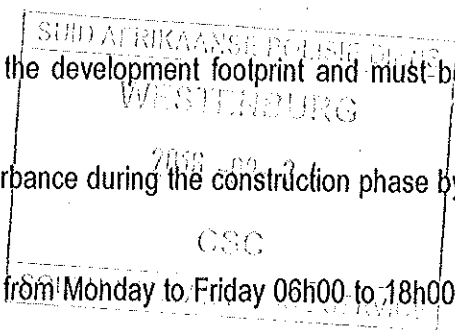 SUID AFRIKAANSE POLISIE DIENS
the development footprint and must b
WESTENBURG
rbance during the construction phase by
CSC
from Monday to Friday 06h00 to 18h00